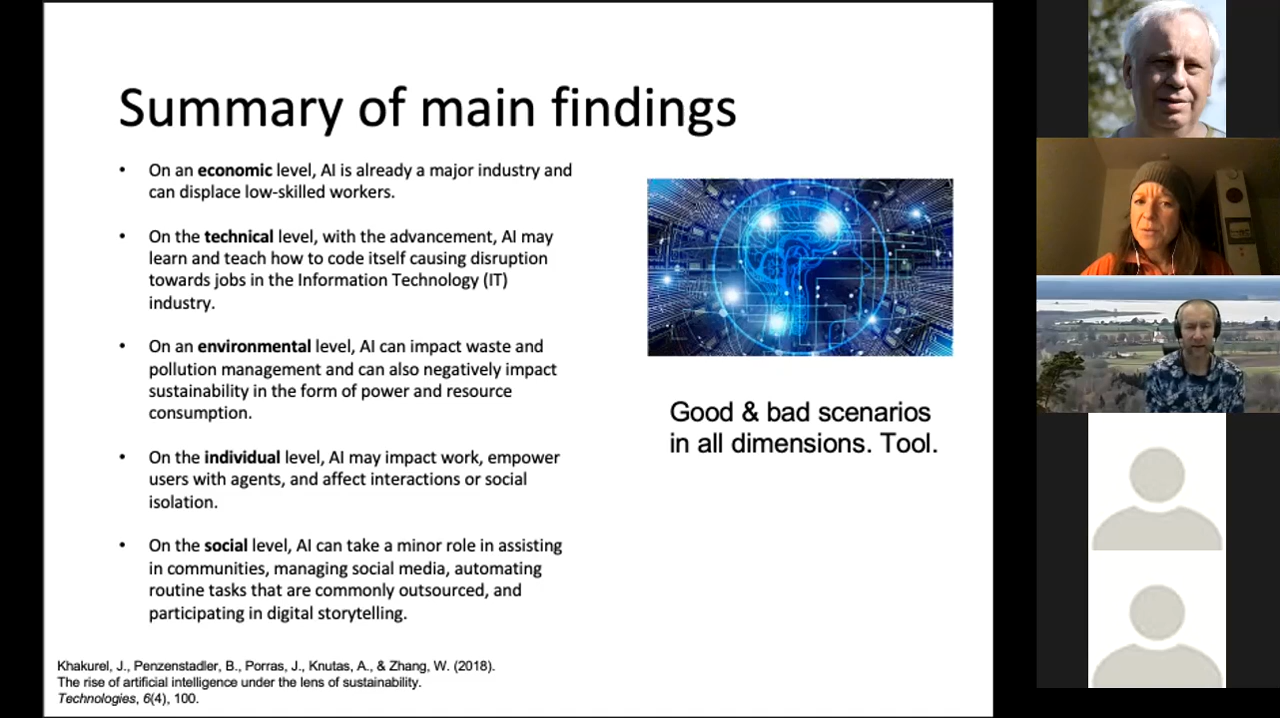 Summary of main findings
• On an economic level, AI is already a major industry and
can displace low-skilled workers.
• On the technical level, with the advancement, AI may
learn and teach how to code itself causing disruption
towards jobs in the Information Technology (IT)
industry.
• On an environmental level, AI can impact waste and
pollution management and can also negatively impact
sustainability in the form of power and resource
consumption.
• On the individual level, AI may impact work, empower
users with agents, and affect interactions or social
isolation.
• On the social level, AI can take a minor role in assisting
in communities, managing social media, automating
routine tasks that are commonly outsourced, and
participating in digital storytelling.
Good & bad scenarios
in all dimensions. Tool.
Khakurel, J., Penzenstadler, B., Porras, J., Knutas, A., & Zhang, W. (2018).
The rise of artificial intelligence under the lens of sustainability.
Technologies, 6(4), 100.